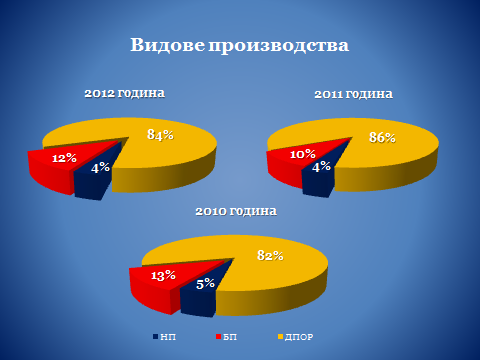 Видове производства
2012 година
84%
12%
4%
2011 година
86%
10%
4%
2010 година
82%
13%
5%
НП
БП
ДПОР